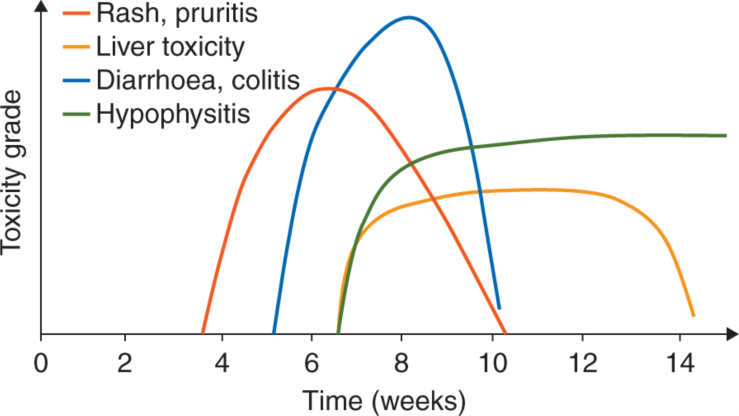 Rash, pruritis
Liver toxicity
Diarrhoea, colitis
Hypophysitis
Toxicity grade
0 2 4 6 8 10 12 14
Time (weeks)